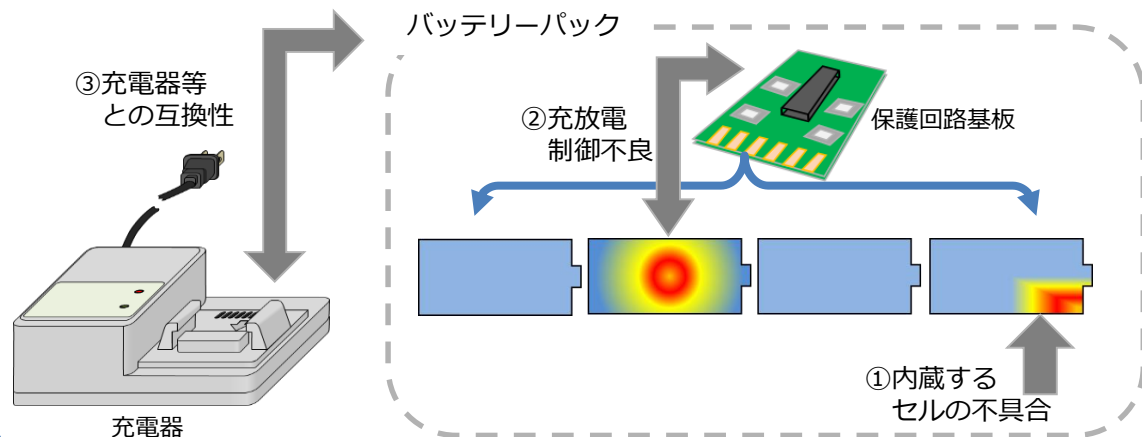 バッテリーパック
③充電器等
との互換性
②充放電
制御不良
保護回路基板
①内蔵する
セルの不具合
充電器